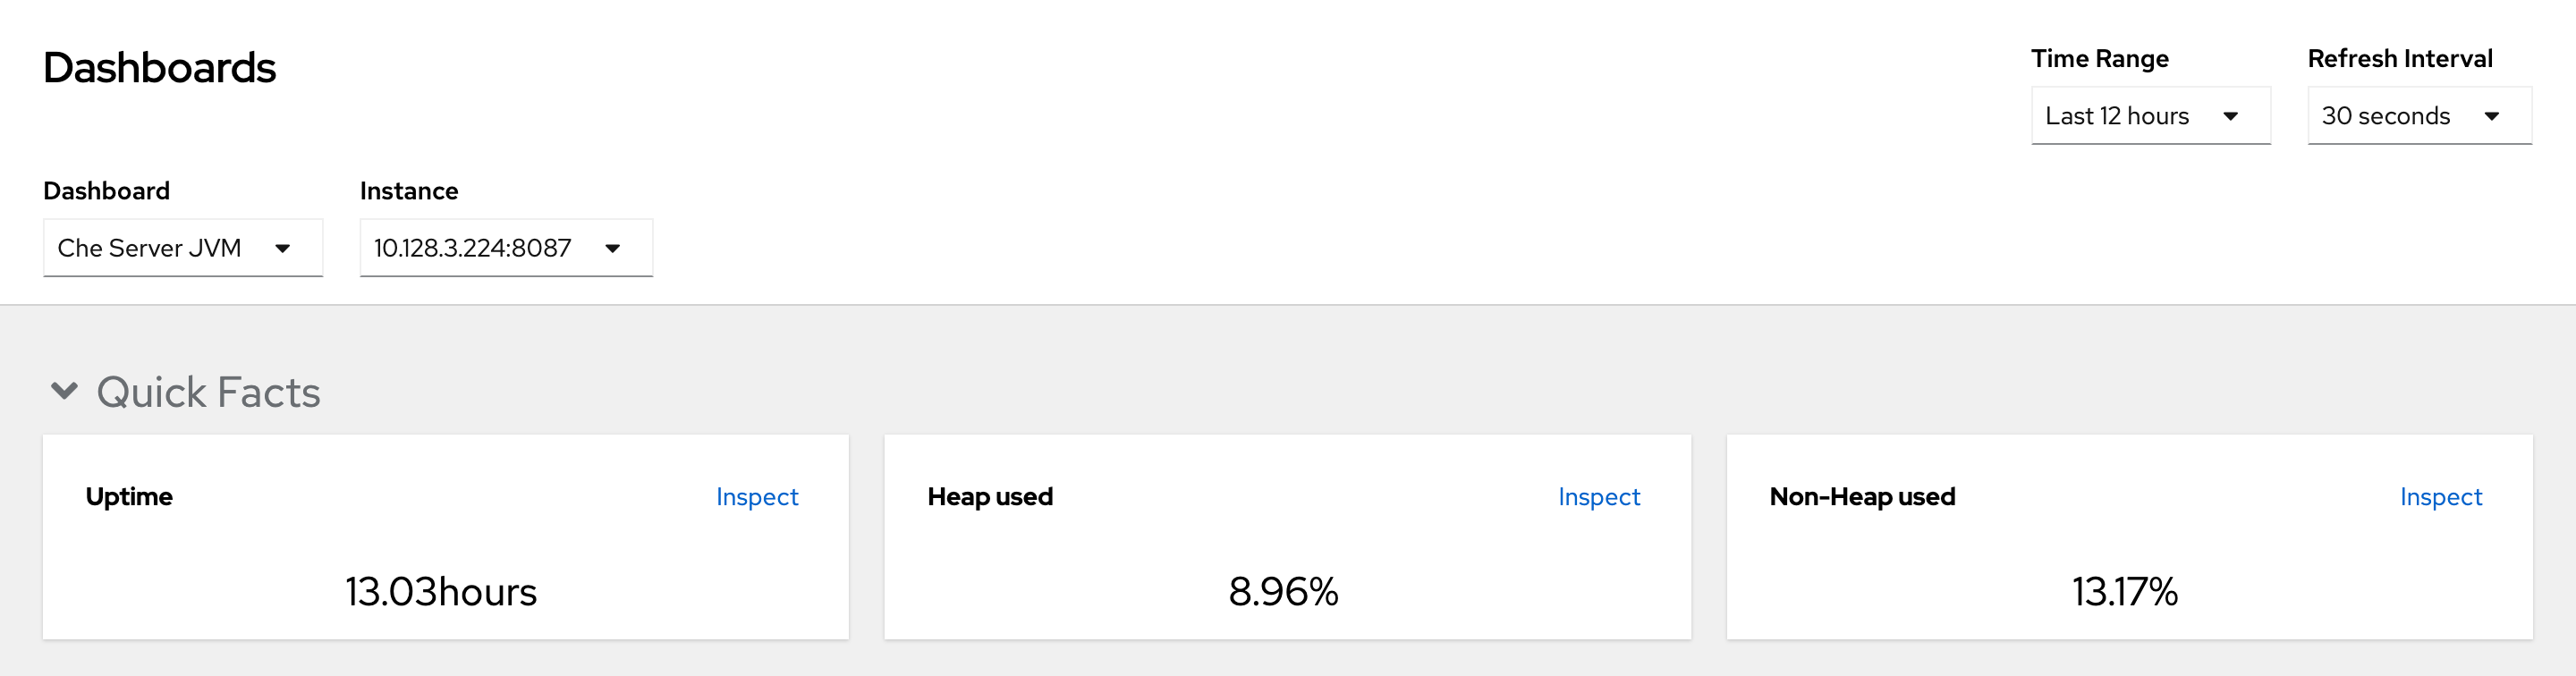 Dashboards
Time Range
Refresh Interval
Last 12 hours
30 seconds
Dashboard
Instance
Che Server JVM
10.128.3.224:8087
Quick Facts
Uptime
Inspect
13.03hours
Heap used
Inspect
8.96%
Non-Heap used
Inspect
13.17%